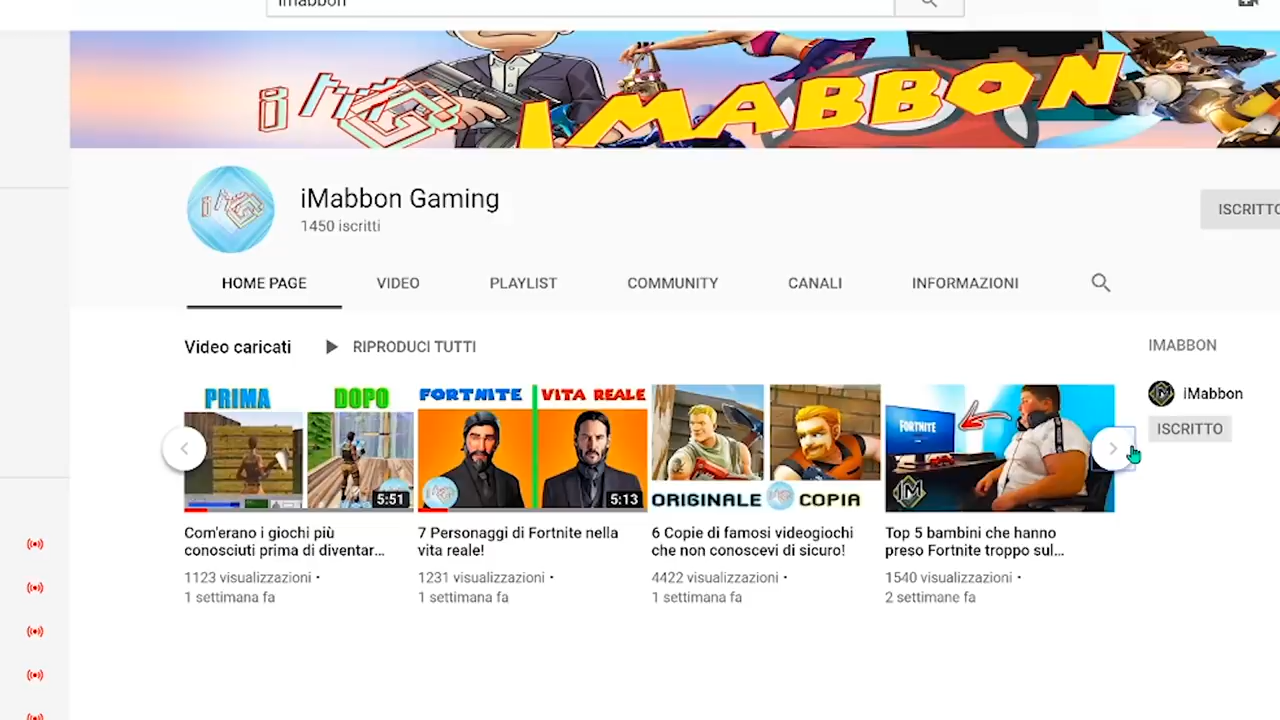 imabbon
iMG
IMABBON
iMabbon Gaming
1450 iscritti
HOME PAGE
VIDEO
PLAYLIST
COMMUNITY
CANALI
INFORMAZIONI
Video caricati
RIPRODUCI TUTTI
IMABBON
iMabbon
ISCRITTO
PRIMA
DOPO
5:51
FORTNITE
VITA REALE
5:13
ORIGINALE
COPIA
FORTNITE
Com'erano i giochi più
conosciuti prima di diventar...
1123 visualizzazioni •
1 settimana fa
7 Personaggi di Fortnite nella
vita reale!
1231 visualizzazioni •
1 settimana fa
6 Copie di famosi videogiochi
che non conoscevi di sicuro!
4422 visualizzazioni •
1 settimana fa
Top 5 bambini che hanno
preso Fortnite troppo sul...
1540 visualizzazioni •
2 settimane fa